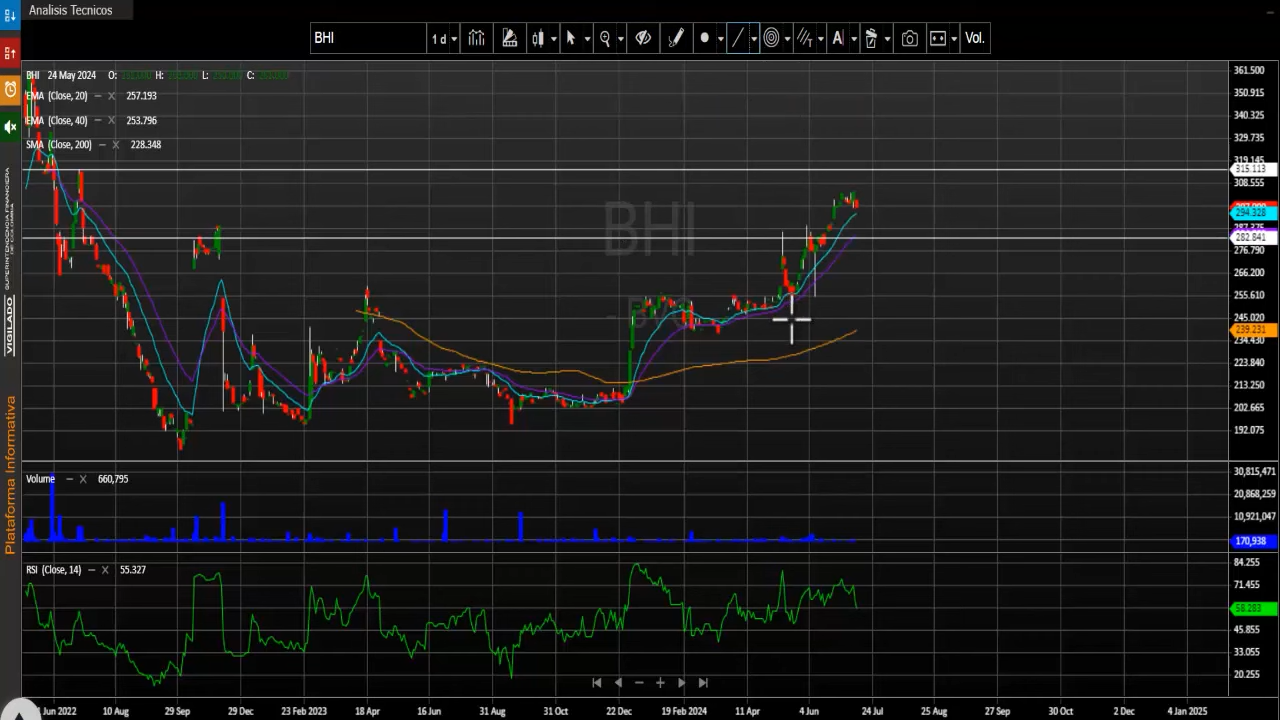 Analisis Tecnicos
BHI
1 d
A
Vol.
BHI 24 May 2024 O: H: L: C:
EMA (Close, 20) 257.193
EMA (Close, 40) 253.796
SMA (Close, 200) 228.348
BHI
361.500
350.915
340.325
329.735
319.145
315.113
308.555
294.328
282.841
276.790
266.200
255.610
245.020
239.231
234.430
223.840
213.250
202.665
192.075
Volume 660,795
30,815,471
20,868,259
10,921,047
170,938
RSI (Close, 14) 55.327
84.255
71.455
58.283
45.855
33.055
20.255
Jun 2022 10 Aug 29 Sep 29 Dec 23 Feb 2023 18 Apr 16 Jun 31 Aug 31 Oct 22 Dec 19 Feb 2024 11 Apr 4 Jun 24 Jul 25 Aug 27 Sep 30 Oct 2 Dec 4 Jan 2025
VIGILADO
Plataforma Informativa